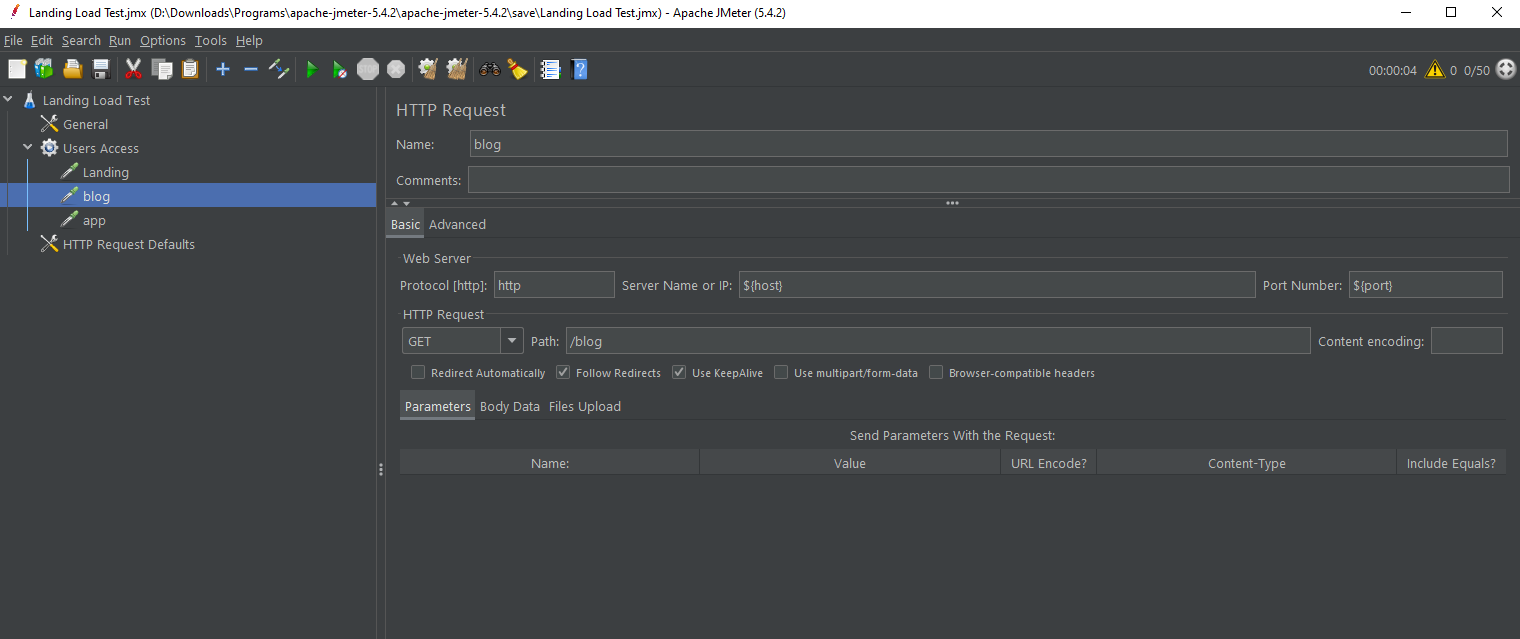 Landing Load Test.jmx (D:\Downloads\Programs\apache-jmeter-5.4.2\apache-jmeter-5.4.2\save\Landing Load Test.jmx) - Apache JMeter (5.4.2)
File Edit Search Run Options Tools Help
STOP 00:00:04 0 0/50
Landing Load Test
General
Users Access
Landing
blog
app
HTTP Request Defaults
HTTP Request
Name: blog
Comments:
Basic Advanced
Web Server
Protocol [http]: http Server Name or IP: ${host} Port Number: ${port}
HTTP Request
GET Path: /blog Content encoding:
Redirect Automatically Follow Redirects Use KeepAlive Use multipart/form-data Browser-compatible headers
Parameters Body Data Files Upload
Send Parameters With the Request:
Name: Value URL Encode? Content-Type Include Equals?